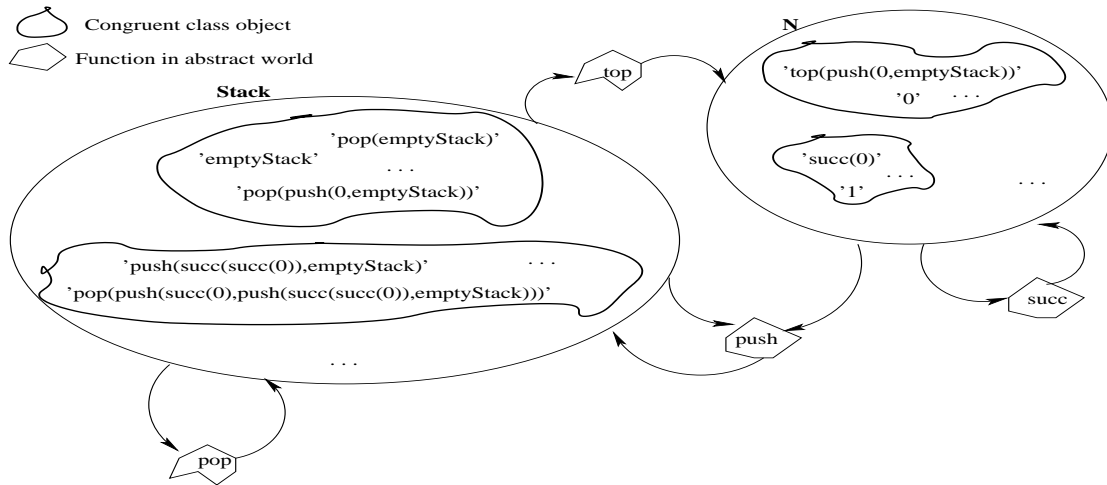 Congruent class object
Function in abstract world
Stack
'pop(emptyStack)'
'emptyStack'
. . .
'pop(push(0,emptyStack))'
'push(succ(succ(0)),emptyStack)' . . .
'pop(push(succ(0),push(succ(succ(0)),emptyStack)))'
. . .
top
N
'top(push(0,emptyStack))'
'0' . . .
'succ(0)'
. . .
'1'
. . .
succ
push
pop